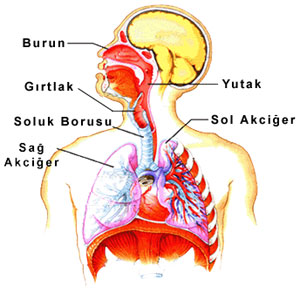 Burun
Gırtlak
Yutak
Soluk Borusu
Sol Akciğer
Sağ
Akciğer